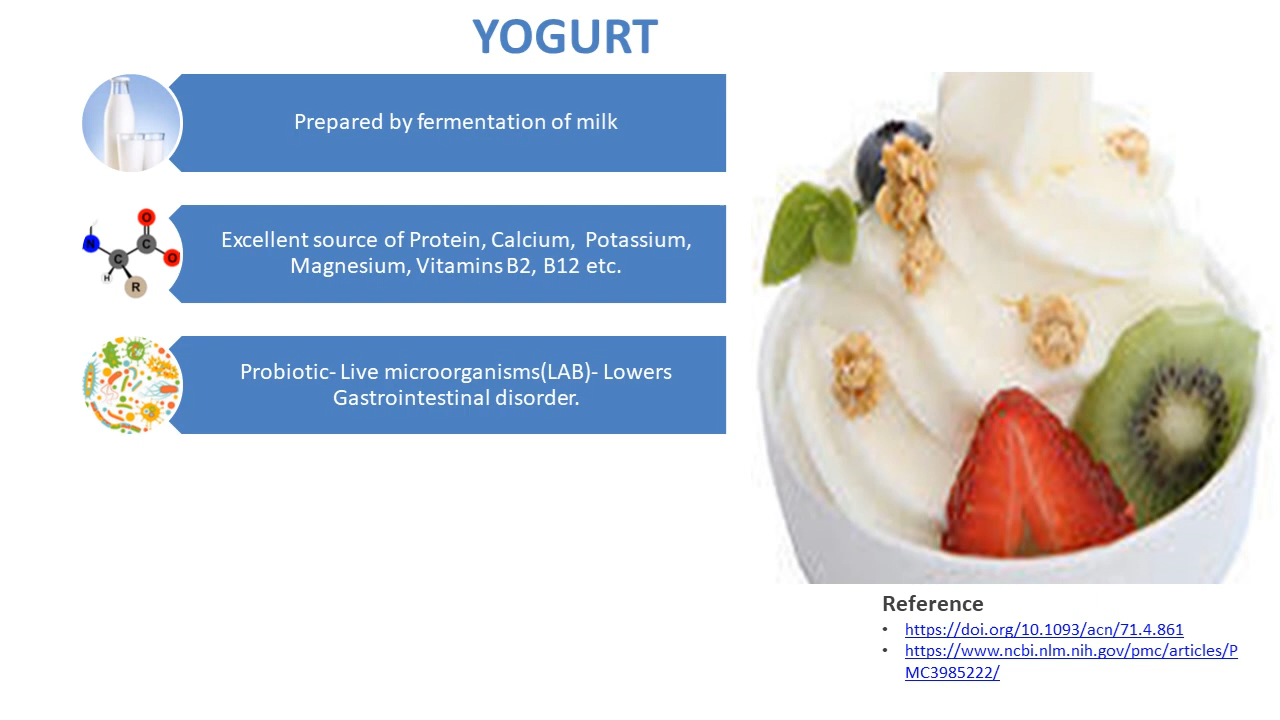 YOGURT
Prepared by fermentation of milk
N
O
C
O
C
H
R
Excellent source of Protein, Calcium,  Potassium,
Magnesium, Vitamins B2, B12 etc.
Probiotic- Live microorganisms(LAB)- Lowers
Gastrointestinal disorder.
Reference
• https://doi.org/10.1093/acn/71.4.861
• https://www.ncbi.nlm.nih.gov/pmc/articles/P
MC3985222/